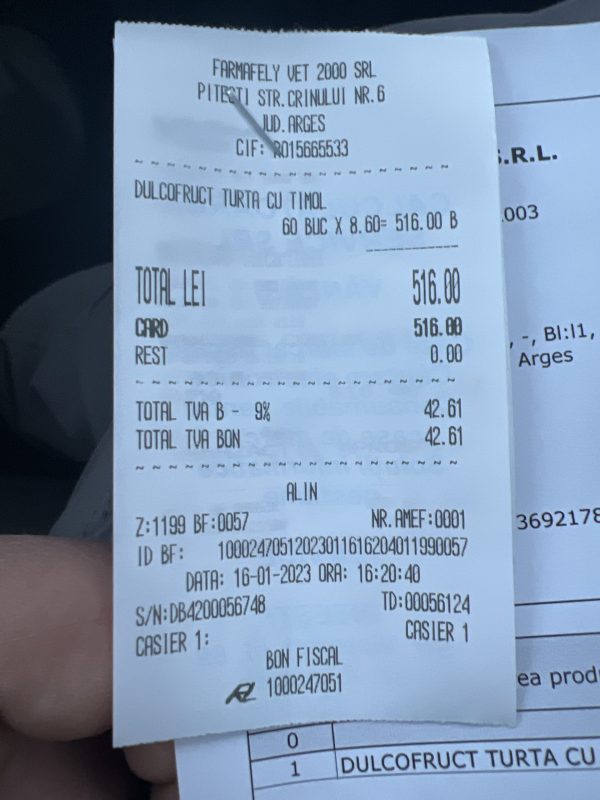 FARMAFELY VET 2000 SRL
PITESTI STR.CRINULUI NR.6
JUD.ARGES
CIF: RO15665533
DULCOFRUCT TURTA CU TIMOL
60 BUC X 8.60= 516.00 B
TOTAL LEI 516.00
CARD 516.00
REST 0.00
TOTAL TVA B - 9% 42.61
TOTAL TVA BON 42.61
ALIN
Z:1199 BF:0057 NR.AMEF:0001
ID BF: 10002470512023011616204011990057
DATA: 16-01-2023 ORA: 16:20:40
S/N:DB4200056748 TD:00056124
CASIER 1: CASIER 1
BON FISCAL
1000247051
S.R.L.
003
, -, Bl:l1,
Arges
3692178
ea prod
0
1 DULCOFRUCT TURTA CU